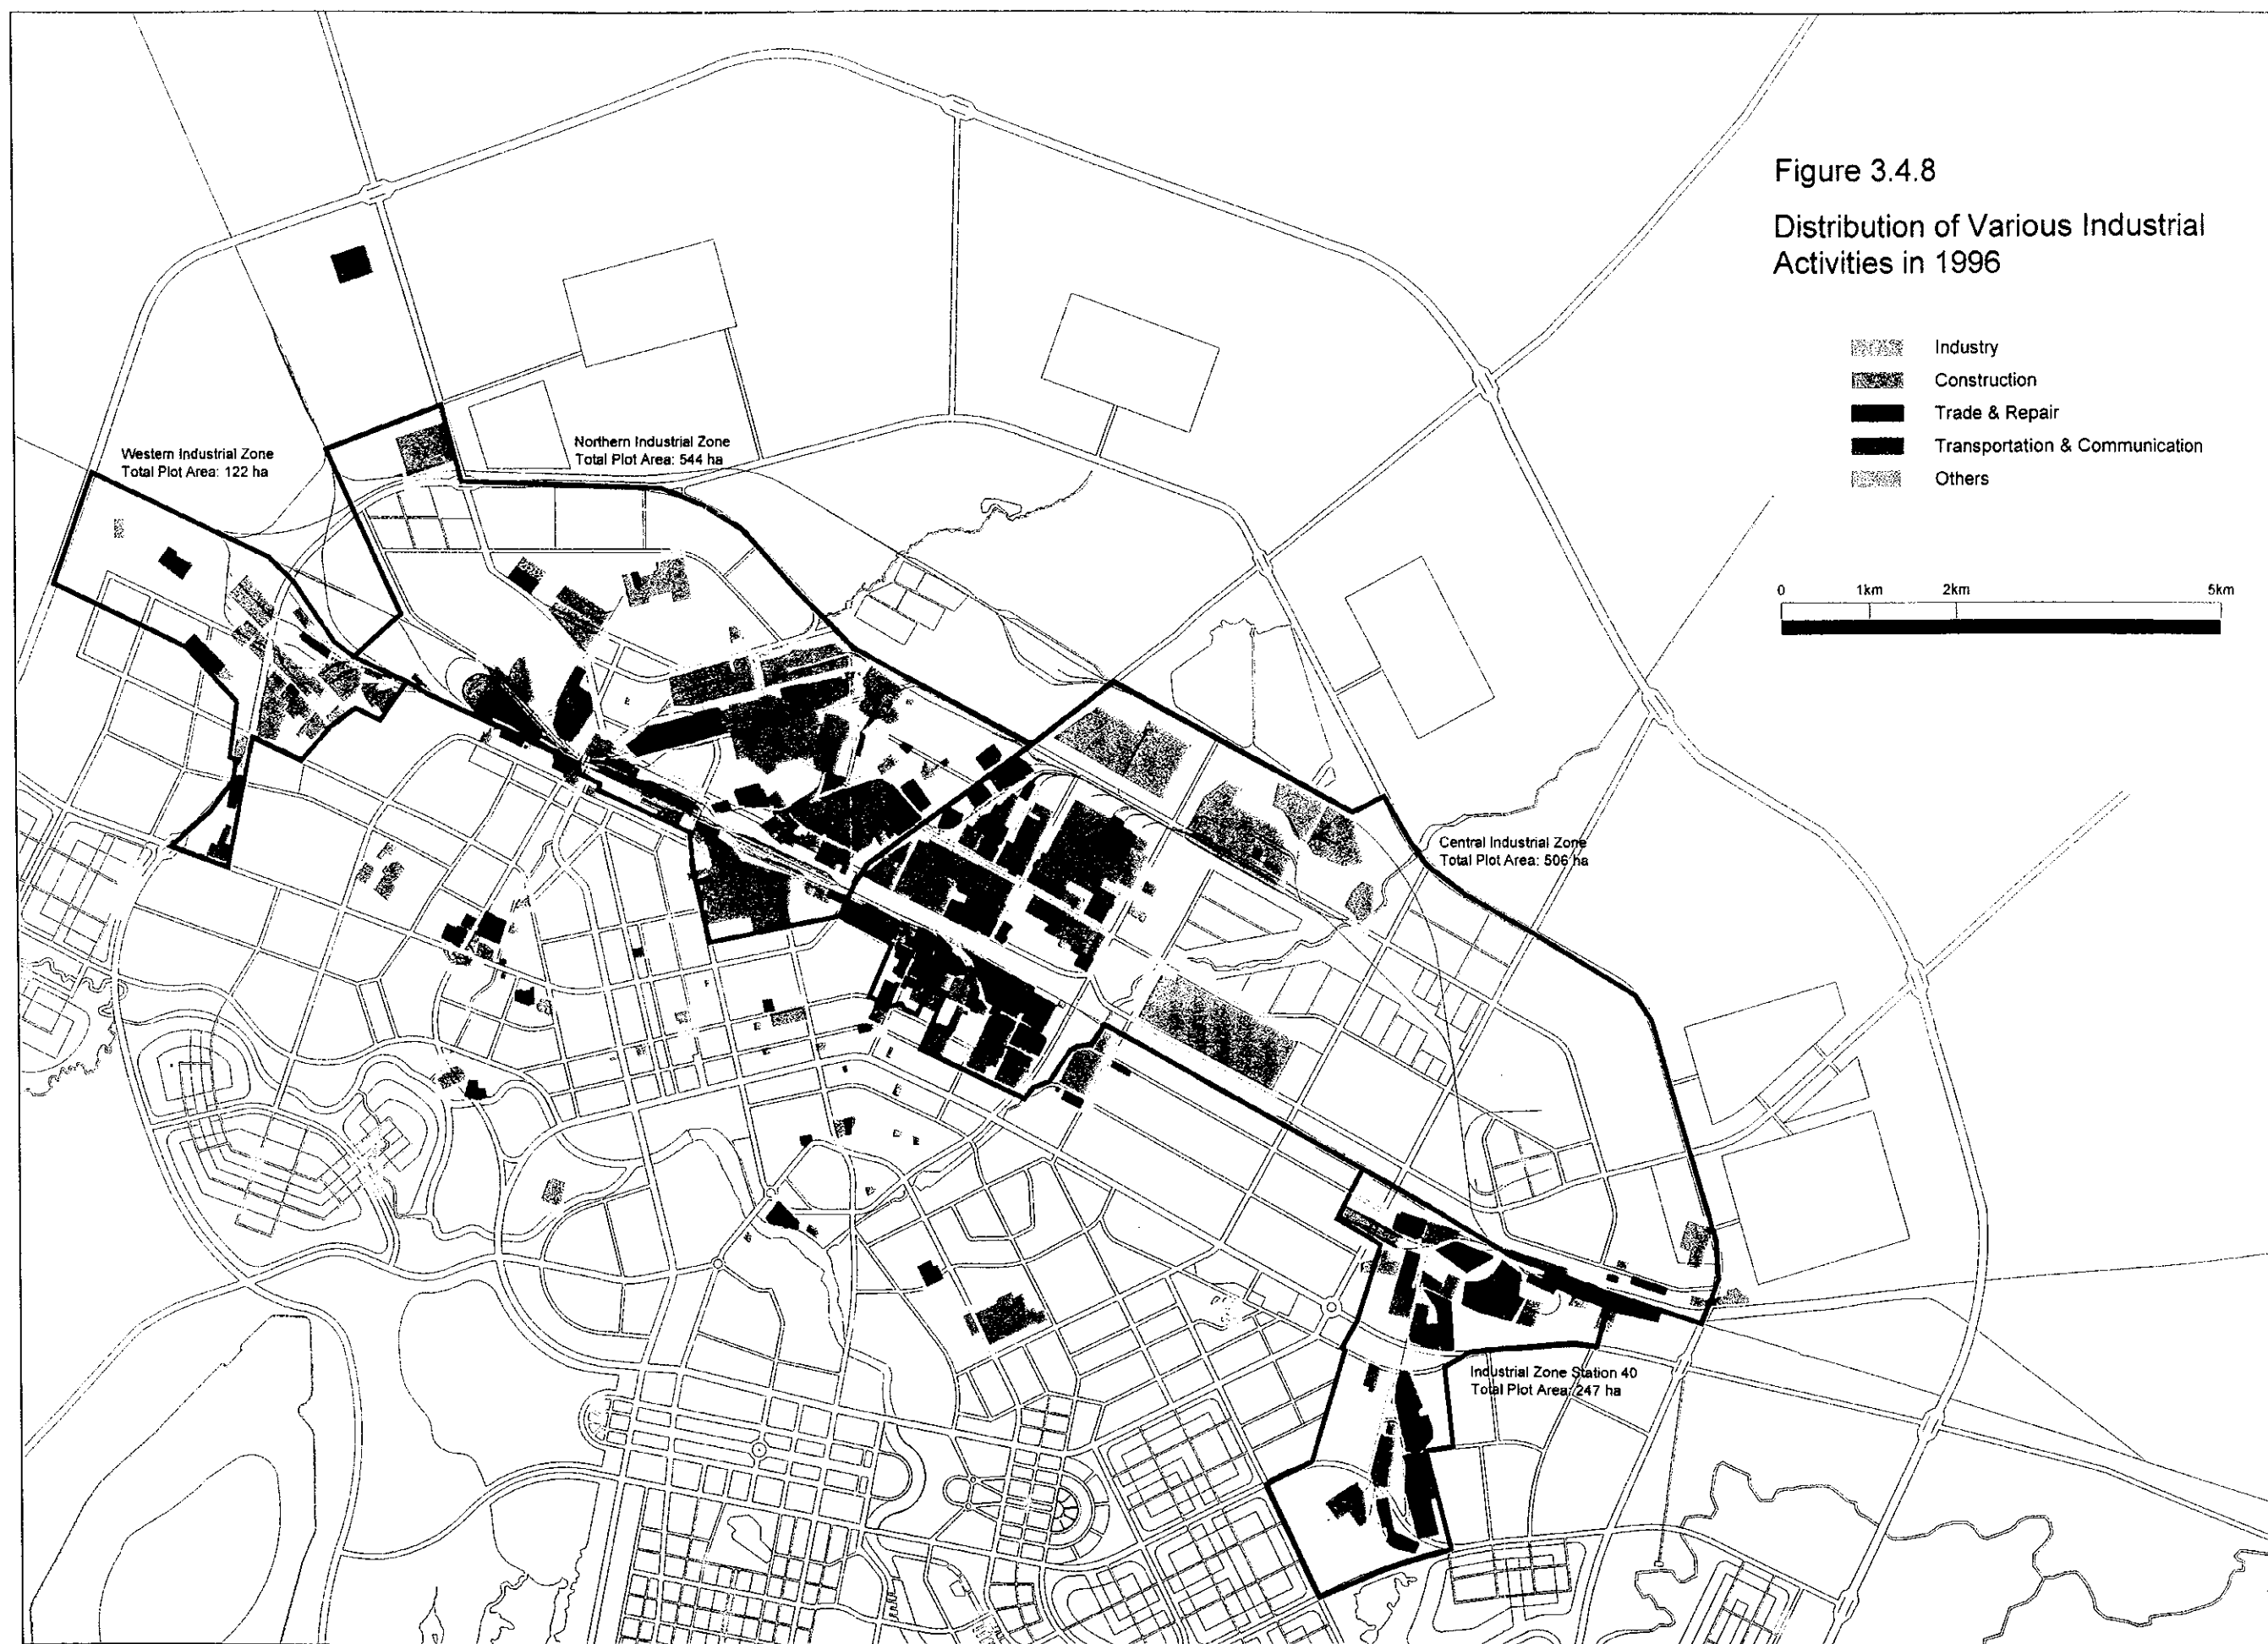 Figure 3.4.8
Distribution of Various Industrial
Activities in 1996
Industry
Construction
Trade & Repair
Transportation & Communication
Others
0 1km 2km 5km
Western Industrial Zone
Total Plot Area: 122 ha
Northern Industrial Zone
Total Plot Area: 544 ha
Central Industrial Zone
Total Plot Area: 506 ha
Industrial Zone Station 40
Total Plot Area: 247 ha